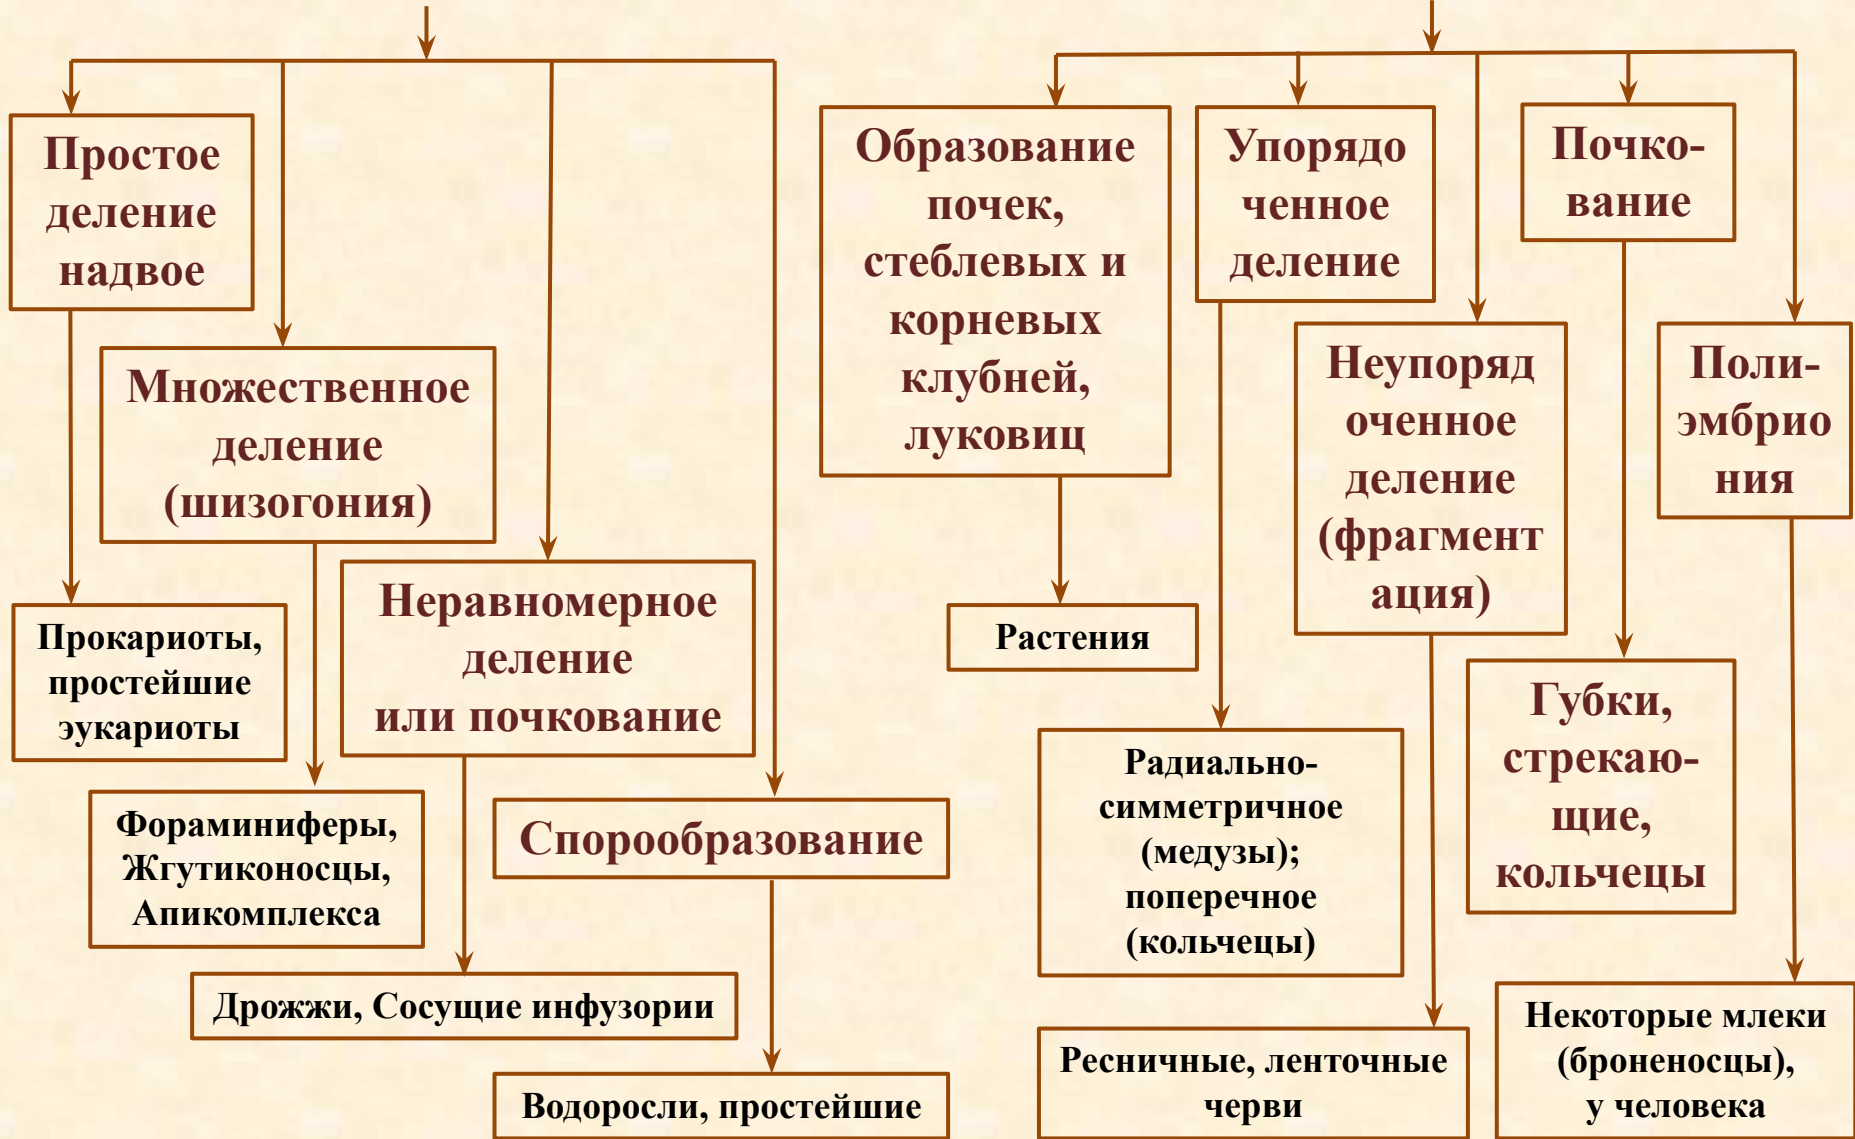 Простое
деление
надвое
Множественное
деление
(шизогония)
Неравномерное
деление
или почкование
Спорообразование
Прокариоты,
простейшие
эукариоты
Фораминиферы,
Жгутиконосцы,
Апикомплекса
Дрожжи, Сосущие инфузории
Водоросли, простейшие
Образование
почек,
стеблевых и
корневых
клубней,
луковиц
Упорядо
ченное
деление
Неупоряд
оченное
деление
(фрагмент
ация)
Почко-
вание
Поли-
эмбрио
ния
Растения
Радиально-
симметричное
(медузы);
поперечное
(кольчецы)
Ресничные, ленточные
черви
Губки,
стрекаю-
щие,
кольчецы
Некоторые млеки
(броненосцы),
у человека